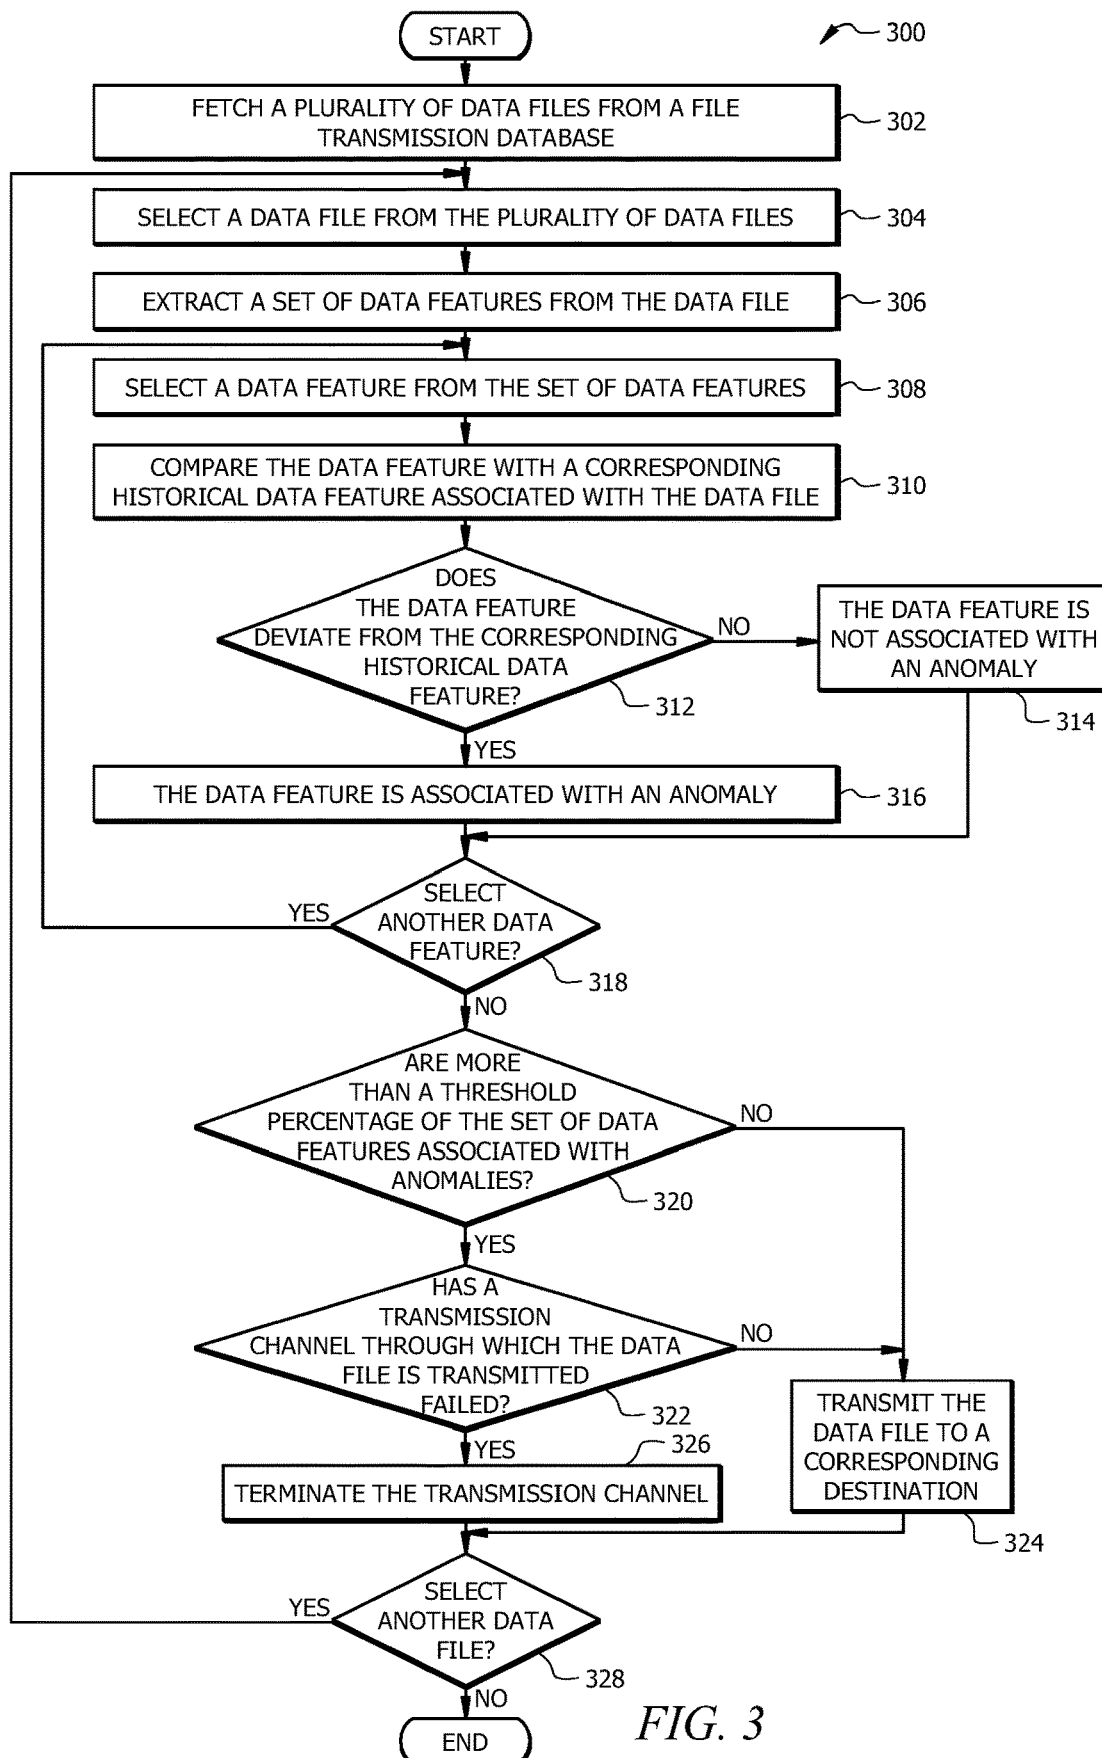 START
300
FETCH A PLURALITY OF DATA FILES FROM A FILE
TRANSMISSION DATABASE
302
SELECT A DATA FILE FROM THE PLURALITY OF DATA FILES
304
EXTRACT A SET OF DATA FEATURES FROM THE DATA FILE
306
SELECT A DATA FEATURE FROM THE SET OF DATA FEATURES
308
COMPARE THE DATA FEATURE WITH A CORRESPONDING
HISTORICAL DATA FEATURE ASSOCIATED WITH THE DATA FILE
310
DOES
THE DATA FEATURE
DEVIATE FROM THE CORRESPONDING
HISTORICAL DATA
FEATURE?
312
NO
THE DATA FEATURE IS
NOT ASSOCIATED WITH
AN ANOMALY
314
YES
THE DATA FEATURE IS ASSOCIATED WITH AN ANOMALY
316
SELECT
ANOTHER DATA
FEATURE?
318
YES
NO
ARE MORE
THAN A THRESHOLD
PERCENTAGE OF THE SET OF DATA
FEATURES ASSOCIATED WITH
ANOMALIES?
320
NO
YES
HAS A
TRANSMISSION
CHANNEL THROUGH WHICH THE DATA
FILE IS TRANSMITTED
FAILED?
322
NO
YES
TRANSMIT THE
DATA FILE TO A
CORRESPONDING
DESTINATION
324
326
TERMINATE THE TRANSMISSION CHANNEL
SELECT
ANOTHER DATA
FILE?
328
YES
NO
END
FIG. 3